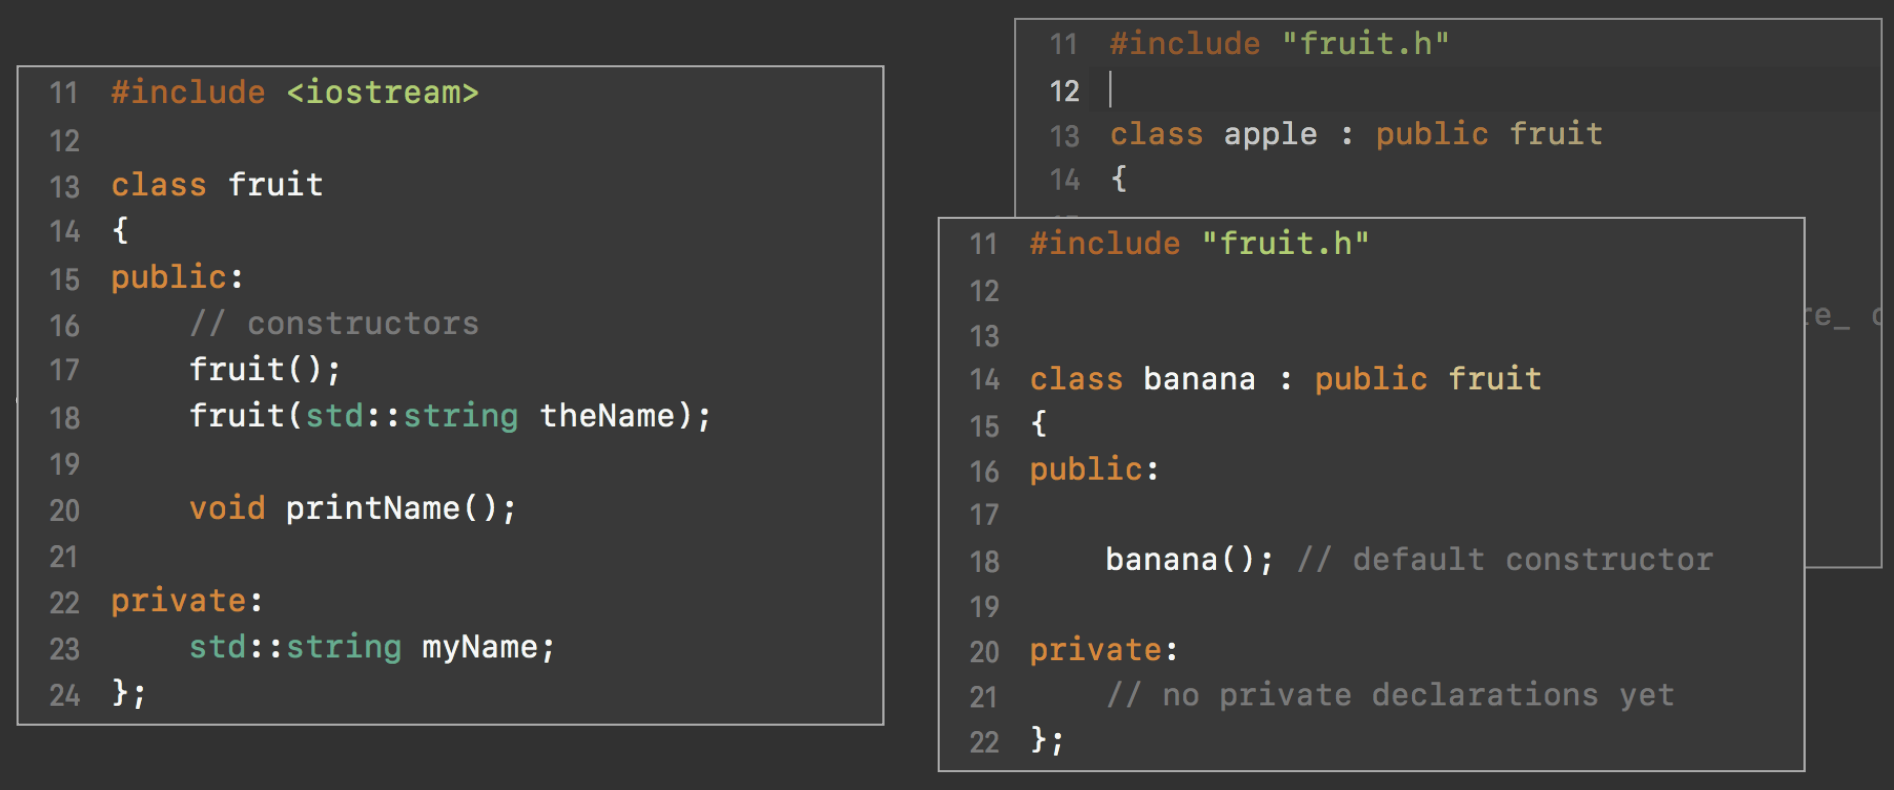 11 #include <iostream>
12
13 class fruit
14 {
15 public:
16 // constructors
17 fruit();
18 fruit(std::string theName);
19
20 void printName();
21
22 private:
23 std::string myName;
24 };
11 #include "fruit.h"
12
13 class apple : public fruit
14 {
11 #include "fruit.h"
12
13
14 class banana : public fruit
15 {
16 public:
17
18 banana(); // default constructor
19
20 private:
21 // no private declarations yet
22 };